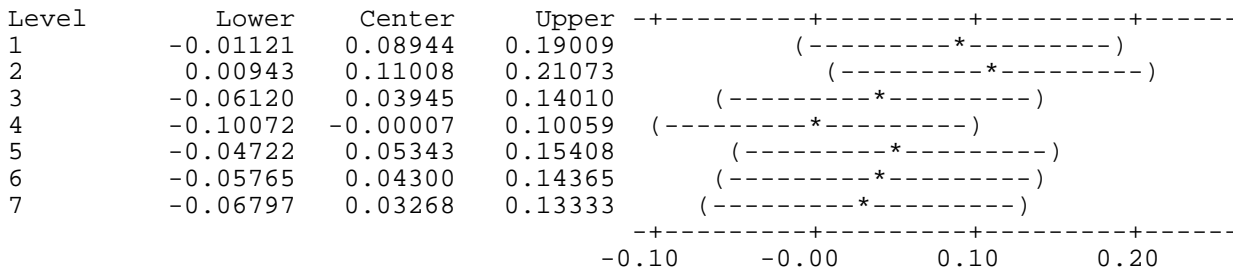 Level        Lower    Center     Upper -+---------+---------+---------+------
1         -0.01121   0.08944   0.19009           (---------*---------)
2          0.00943   0.11008   0.21073             (---------*---------)
3         -0.06120   0.03945   0.14010      (---------*---------)
4         -0.10072  -0.00007   0.10059  (---------*---------)
5         -0.04722   0.05343   0.15408       (---------*---------)
6         -0.05765   0.04300   0.14365      (---------*---------)
7         -0.06797   0.03268   0.13333     (---------*---------)
                                       -+---------+---------+---------+------
                                     -0.10     -0.00      0.10      0.20